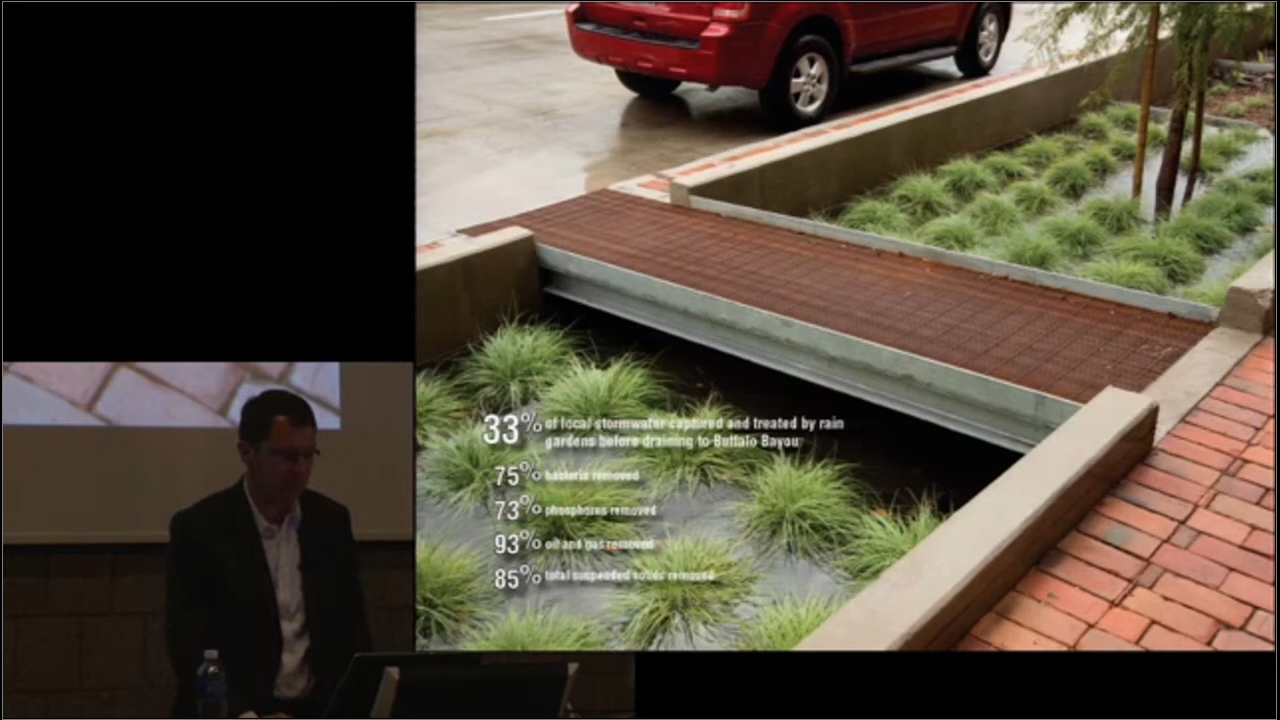 33% of local stormwater captured and treated by rain
gardens before draining to Buffalo Bayou
75% bacteria removed
73% phosphorus removed
93% oil and gas removed
85% total suspended solids removed